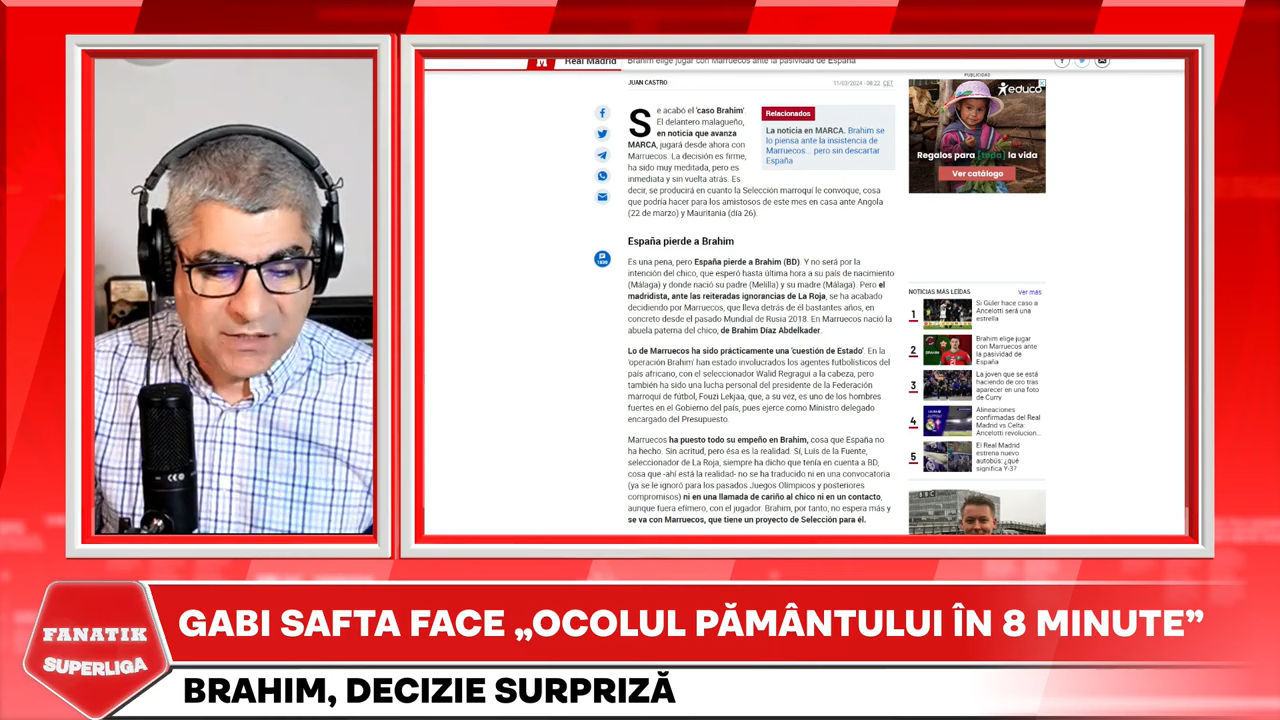 Real Madrid
Brahim elige jugar con Marruecos ante la pasividad de España
JUAN CASTRO
11/03/2024 - 08:22 CET
Se acabó el 'caso Brahim'.
El delantero malagueño,
en noticia que avanza
MARCA, jugará desde ahora con
Marruecos. La decisión es firme,
ha sido muy meditada, pero es
inmediata y sin vuelta atrás. Es
decir, se producirá en cuanto la Selección marroquí le convoque, cosa
que podría hacer para los amistosos de este mes en casa ante Angola
(22 de marzo) y Mauritania (día 26).
Relacionados
La noticia en MARCA. Brahim se
lo piensa ante la insistencia de
Marruecos... pero sin descartar
España
España pierde a Brahim
Es una pena, pero España pierde a Brahim (BD). Y no será por la
intención del chico, que esperó hasta última hora a su país de nacimiento
(Málaga) y donde nació su padre (Melilla) y su madre (Málaga). Pero el
madridista, ante las reiteradas ignorancias de La Roja, se ha acabado
decidiendo por Marruecos, que lleva detrás de él bastantes años, en
concreto desde el pasado Mundial de Rusia 2018. En Marruecos nació la
abuela paterna del chico, de Brahim Díaz Abdelkader.
Lo de Marruecos ha sido prácticamente una 'cuestión de Estado'. En la
'operación Brahim' han estado involucrados los agentes futbolísticos del
país africano, con el seleccionador Walid Regragui a la cabeza, pero
también ha sido una lucha personal del presidente de la Federación
marroquí de fútbol, Fouzi Lekjaa, que, a su vez, es uno de los hombres
fuertes en el Gobierno del país, pues ejerce como Ministro delegado
encargado del Presupuesto.
Marruecos ha puesto todo su empeño en Brahim, cosa que España no
ha hecho. Sin acritud, pero ésa es la realidad. Sí, Luis de la Fuente,
seleccionador de La Roja, siempre ha dicho que tenía en cuenta a BD,
cosa que -ahí está la realidad- no se ha traducido ni en una convocatoria
(ya se le ignoró para los pasados Juegos Olímpicos y posteriores
compromisos) ni en una llamada de cariño al chico ni en un contacto,
aunque fuera efímero, con el jugador. Brahim, por tanto, no espera más y
se va con Marruecos, que tiene un proyecto de Selección para él.
PUBLICIDAD
educo
Regalos para [toda] la vida
Ver catálogo
NOTICIAS MÁS LEÍDAS
Ver más
1
Si Güler hace caso a
Ancelotti será una
estrella
2
Brahim elige jugar
con Marruecos ante
la pasividad de
España
3
La joven que se está
haciendo de oro tras
aparecer en una foto
de Curry
4
Alineaciones
confirmadas del Real
Madrid vs Celta:
Ancelotti revolucion...
5
El Real Madrid
estrena nuevo
autobús: ¿qué
significa Y-3?
BBC
FANATIK
SUPERLIGA
GABI SAFTA FACE „OCOLUL PĂMÂNTULUI ÎN 8 MINUTE”
BRAHIM, DECIZIE SURPRIZĂ